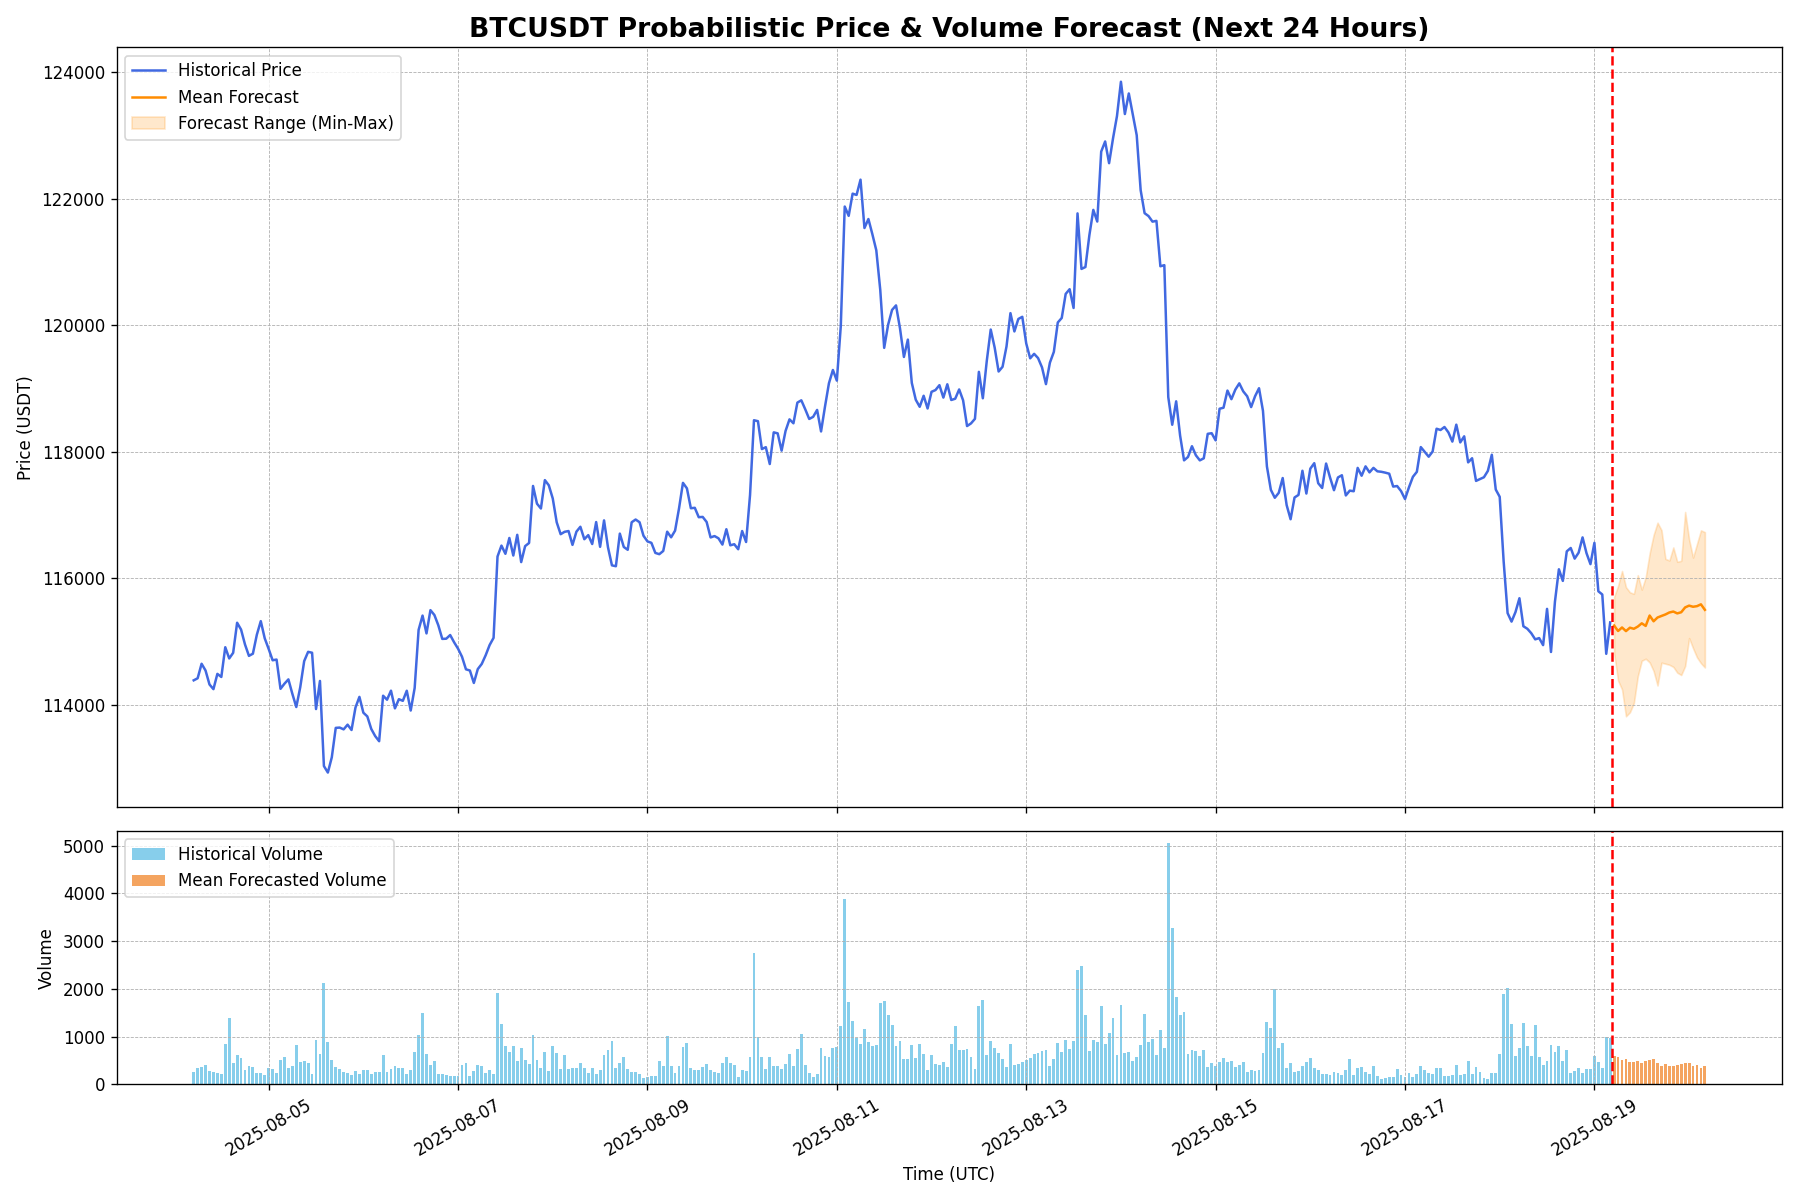 BTCUSDT Probabilistic Price & Volume Forecast (Next 24 Hours)
Historical Price
Mean Forecast
Forecast Range (Min-Max)
124000
122000
120000
118000
116000
114000
Price (USDT)
Historical Volume
Mean Forecasted Volume
5000
4000
3000
2000
1000
0
Volume
2025-08-05
2025-08-07
2025-08-09
2025-08-11
2025-08-13
2025-08-15
2025-08-17
2025-08-19
Time (UTC)